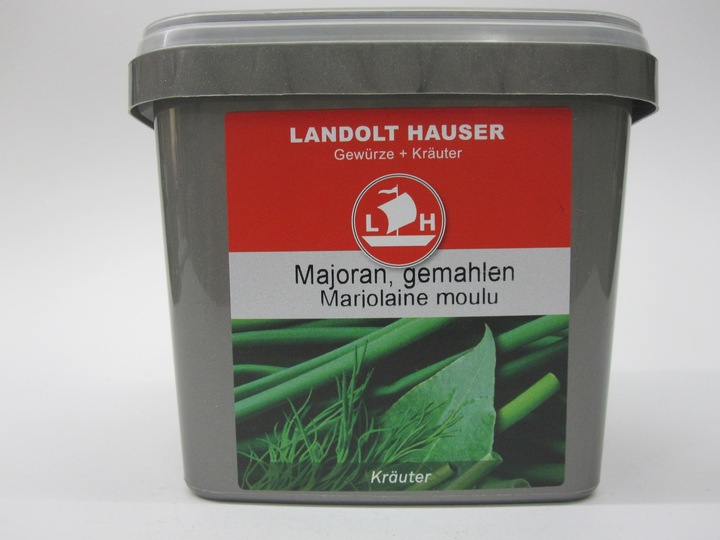 LANDOLT HAUSER
Gewürze + Kräuter
L H
Majoran, gemahlen
Marjolaine moulu
Kräuter